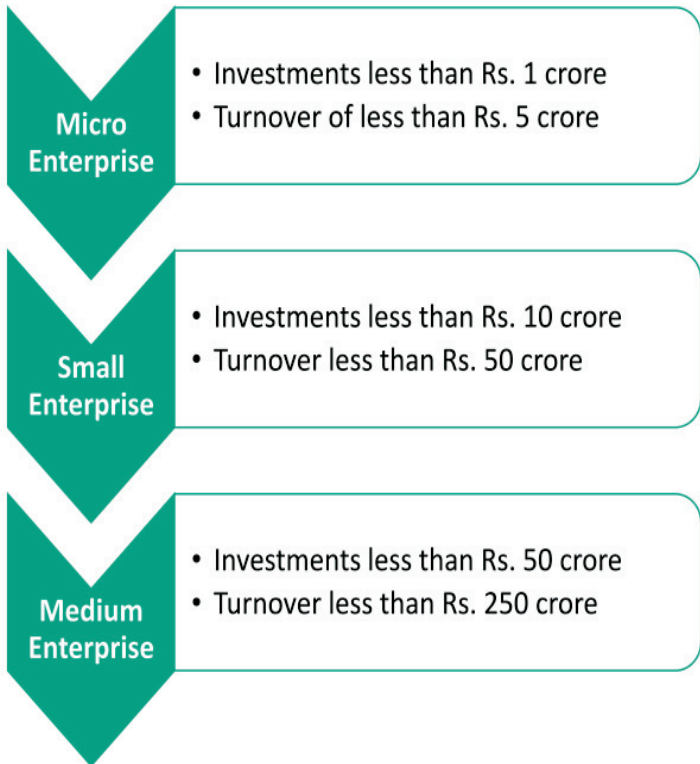 Micro
Enterprise
• Investments less than Rs. 1 crore
• Turnover of less than Rs. 5 crore
Small
Enterprise
• Investments less than Rs. 10 crore
• Turnover less than Rs. 50 crore
Medium
Enterprise
• Investments less than Rs. 50 crore
• Turnover less than Rs. 250 crore